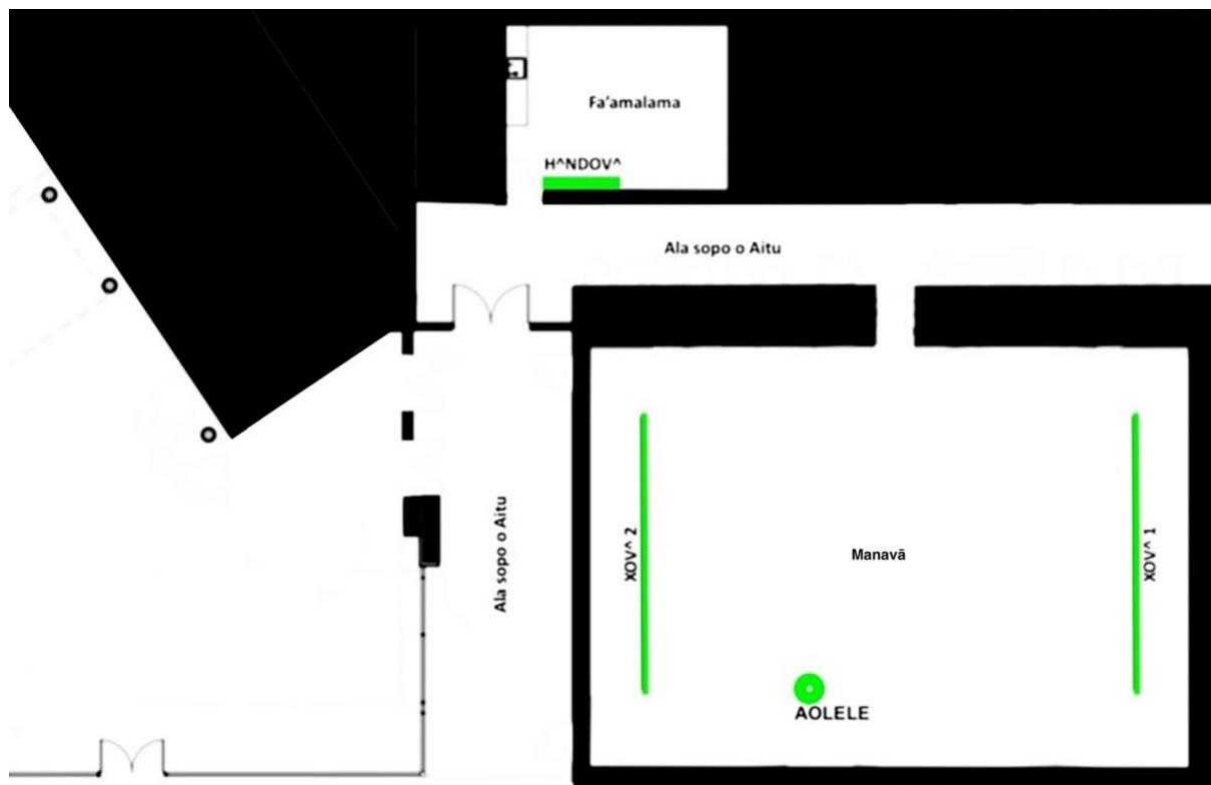 Fa'amalama
H^NDOV^
Ala sopo o Aitu
Ala sopo o Aitu
XOV^ 2
Manavā
XOV^ 1
AOLELE